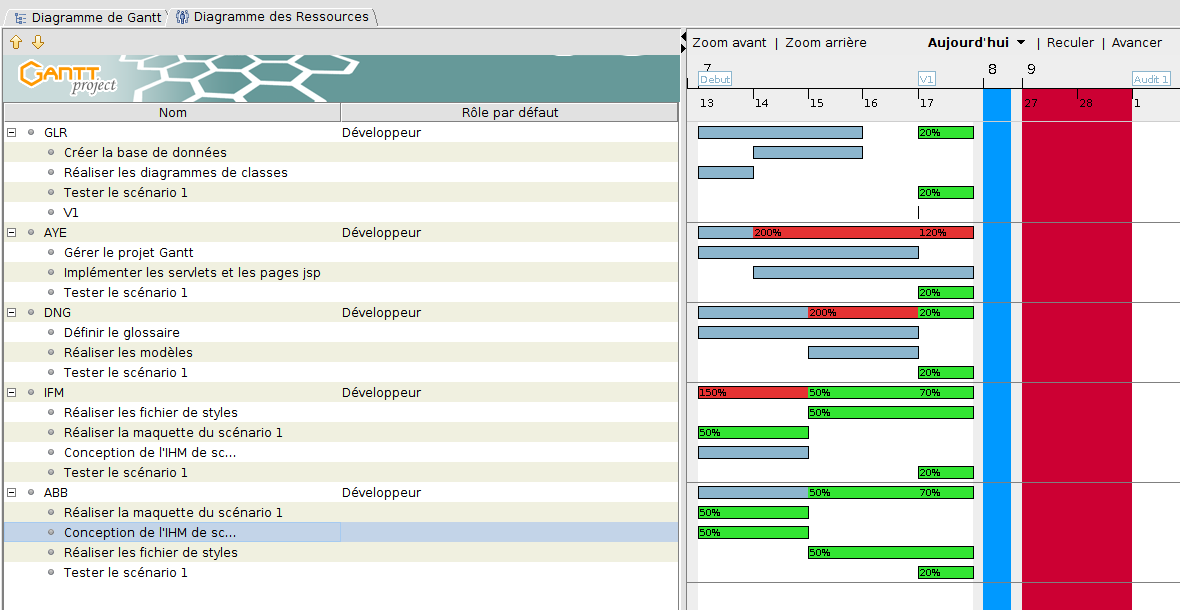 Diagramme de Gantt Diagramme des Ressources
Zoom avant | Zoom arrière Aujourd'hui | Reculer | Avancer
GANTT project
7 8 9
Debut V1 Audit 1
Nom Rôle par défaut
13 14 15 16 17 27 28 1
GLR Développeur 20%
Créer la base de données
Réaliser les diagrammes de classes
Tester le scénario 1 20%
V1
AYE Développeur 200% 120%
Gérer le projet Gantt
Implémenter les servlets et les pages jsp
Tester le scénario 1 20%
DNG Développeur 200% 20%
Définir le glossaire
Réaliser les modèles
Tester le scénario 1 20%
IFM Développeur 150% 50% 70%
Réaliser les fichier de styles 50%
Réaliser la maquette du scénario 1 50%
Conception de l'IHM de sc...
Tester le scénario 1 20%
ABB Développeur 50% 70%
Réaliser la maquette du scénario 1 50%
Conception de l'IHM de sc... 50%
Réaliser les fichier de styles 50%
Tester le scénario 1 20%